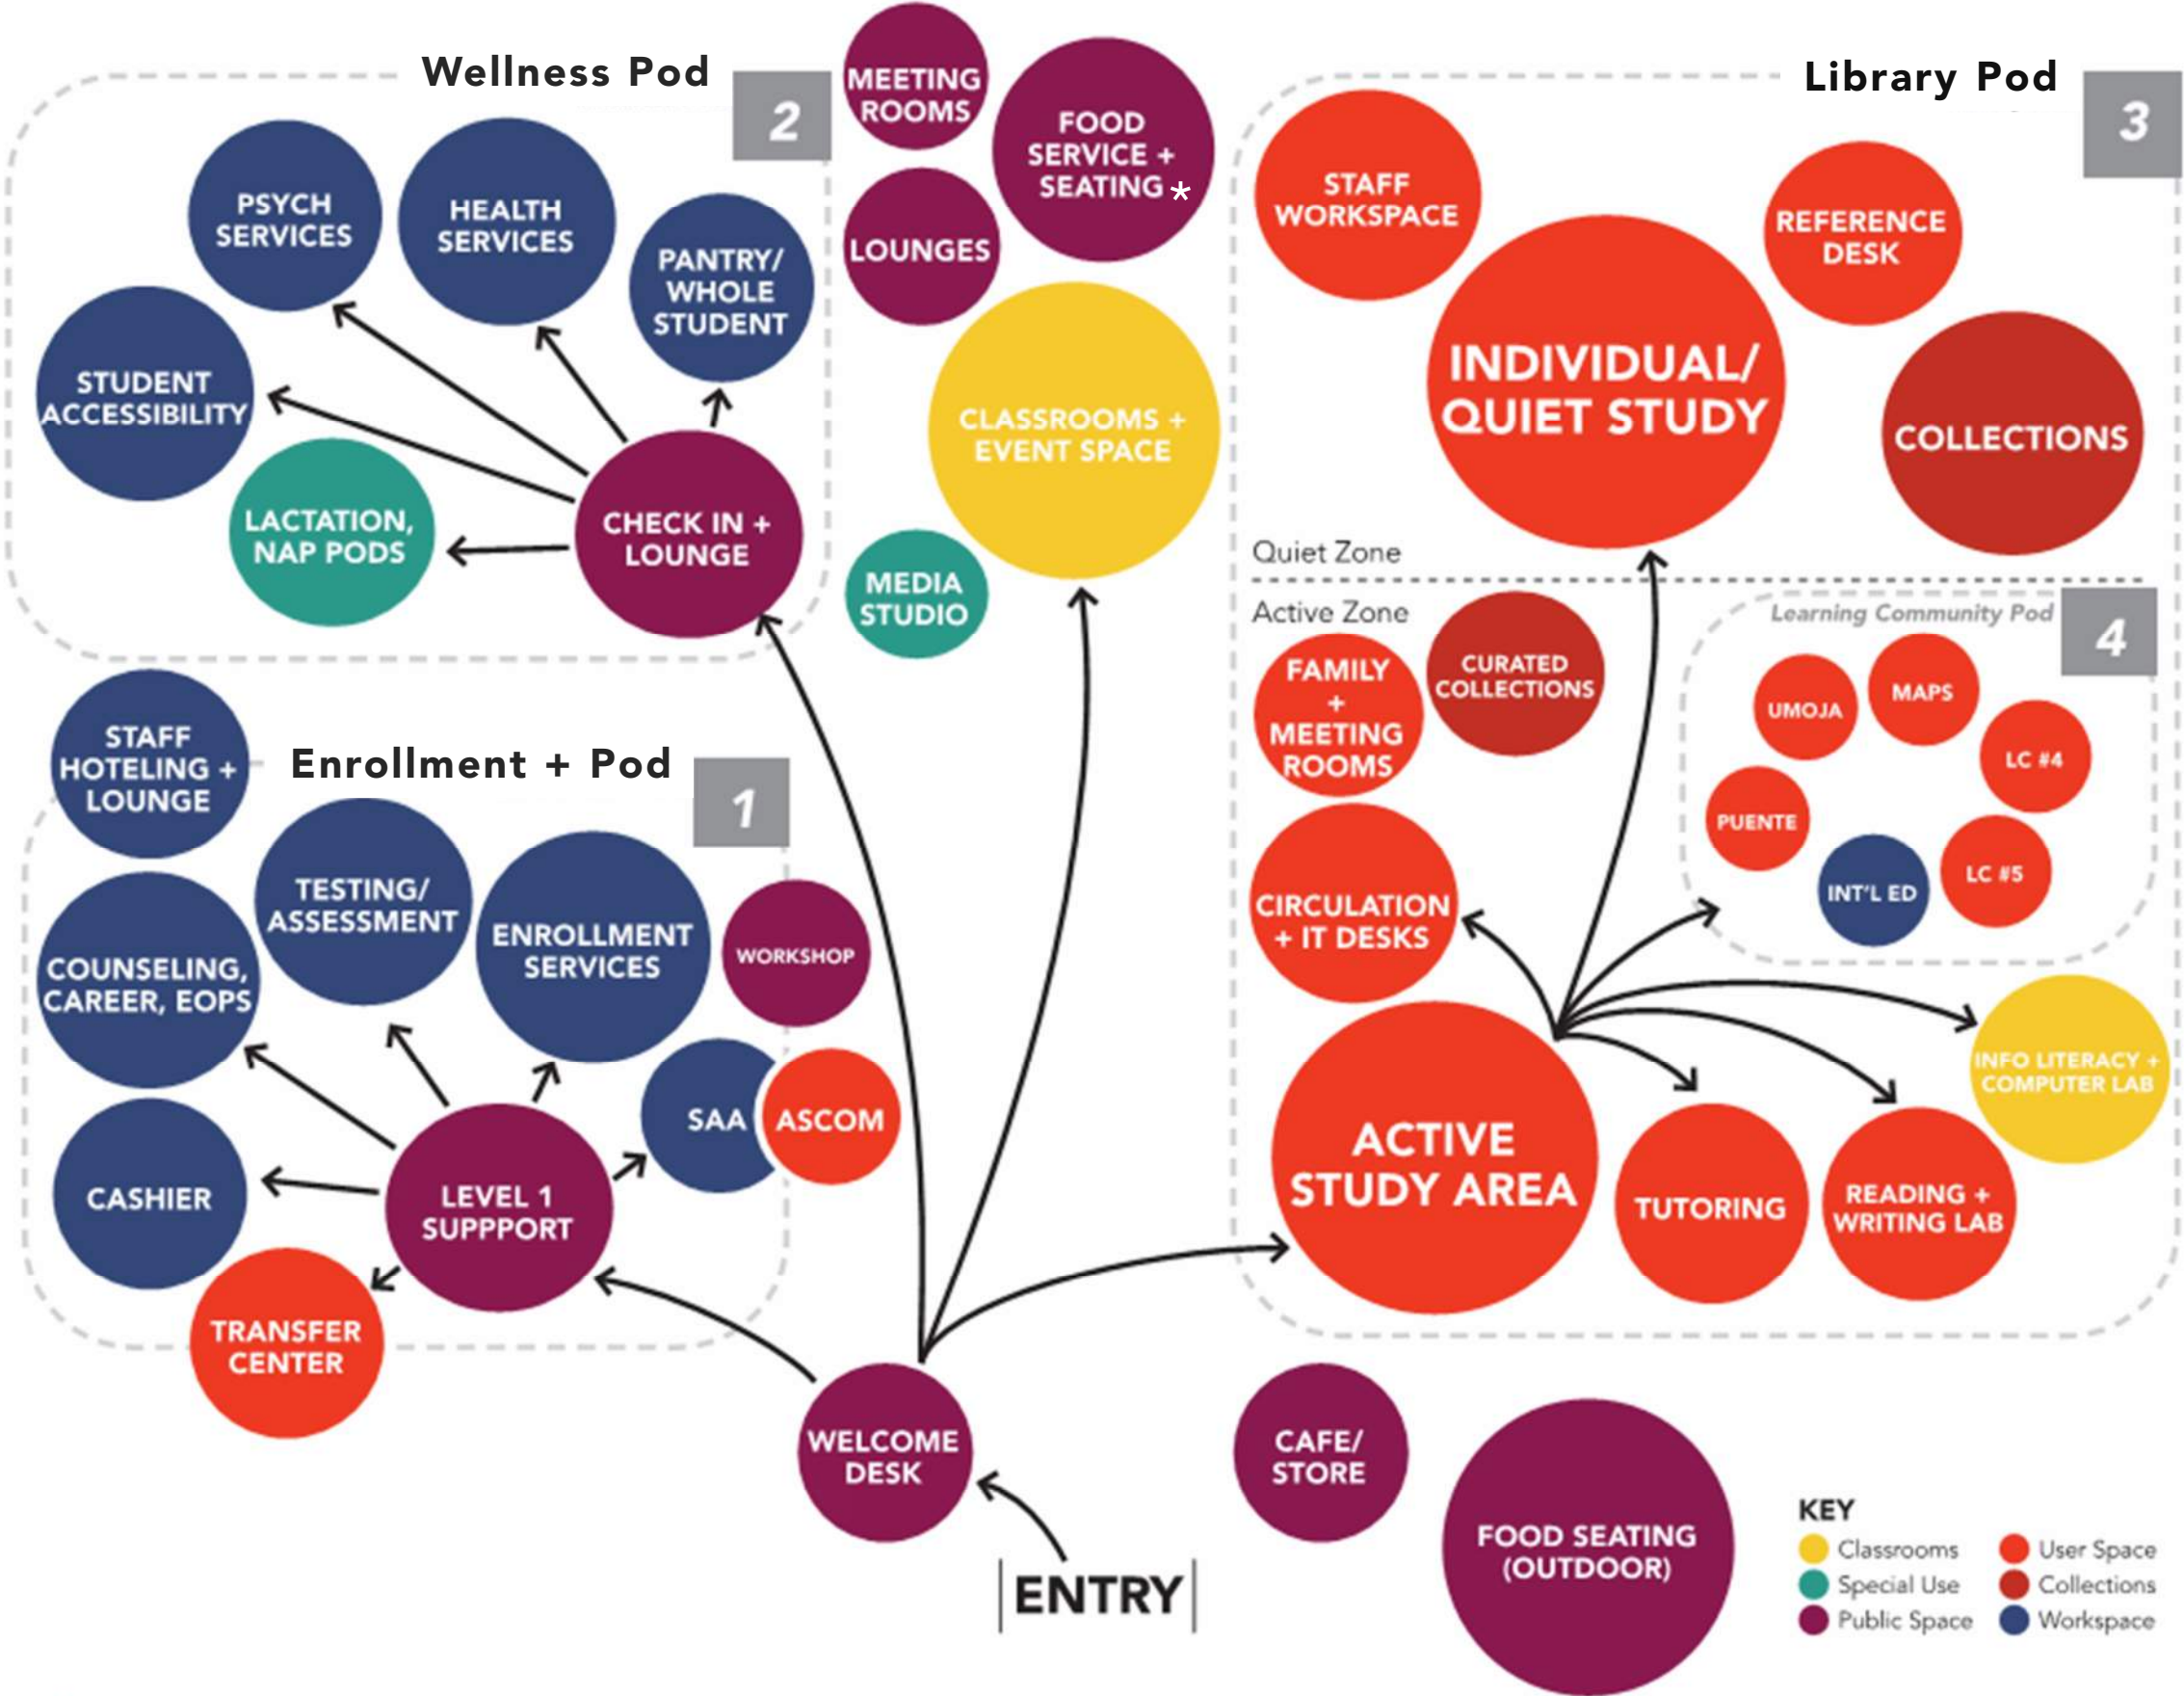 Wellness Pod
2
PSYCH
SERVICES
HEALTH
SERVICES
PANTRY/
WHOLE
STUDENT
STUDENT
ACCESSIBILITY
LACTATION,
NAP PODS
CHECK IN +
LOUNGE
MEETING
ROOMS
FOOD
SERVICE +
SEATING *
LOUNGES
CLASSROOMS +
EVENT SPACE
MEDIA
STUDIO
Library Pod
3
STAFF
WORKSPACE
REFERENCE
DESK
INDIVIDUAL/
QUIET STUDY
COLLECTIONS
Quiet Zone
Active Zone
FAMILY
+
MEETING
ROOMS
CURATED
COLLECTIONS
Learning Community Pod
4
UMOJA
MAPS
LC #4
PUENTE
INT'L ED
LC #5
CIRCULATION
+ IT DESKS
INFO LITERACY +
COMPUTER LAB
ACTIVE
STUDY AREA
TUTORING
READING +
WRITING LAB
STAFF
HOTELING +
LOUNGE
Enrollment + Pod
1
TESTING/
ASSESSMENT
ENROLLMENT
SERVICES
WORKSHOP
COUNSELING,
CAREER, EOPS
SAA
ASCOM
CASHIER
LEVEL 1
SUPPPORT
TRANSFER
CENTER
WELCOME
DESK
ENTRY
CAFE/
STORE
FOOD SEATING
(OUTDOOR)
KEY
Classrooms
User Space
Special Use
Collections
Public Space
Workspace